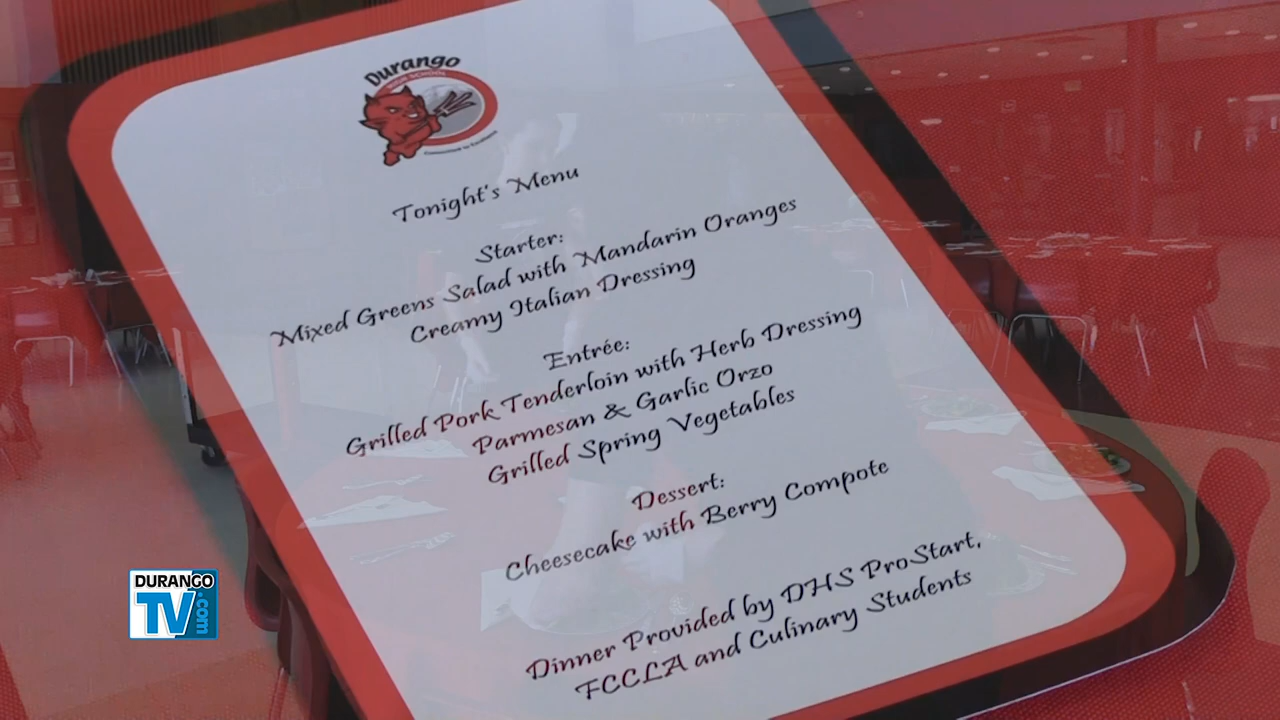 Durango
HIGH SCHOOL
Tonight's Menu
Starter:
Mixed Greens Salad with Mandarin Oranges
Creamy Italian Dressing
Entrée:
Grilled Pork Tenderloin with Herb Dressing
Parmesan & Garlic Orzo
Grilled Spring Vegetables
Dessert:
Cheesecake with Berry Compote
Dinner Provided by DHS ProStart,
FCCLA and Culinary Students
DURANGO
TV.com